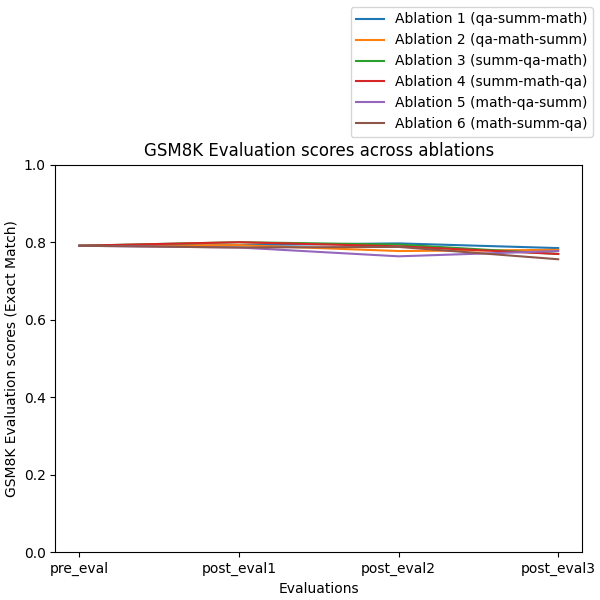 Ablation 1 (qa-summ-math)
Ablation 2 (qa-math-summ)
Ablation 3 (summ-qa-math)
Ablation 4 (summ-math-qa)
Ablation 5 (math-qa-summ)
Ablation 6 (math-summ-qa)
GSM8K Evaluation scores across ablations
1.0
0.8
0.6
0.4
0.2
0.0
GSM8K Evaluation scores (Exact Match)
pre_eval
post_eval1
post_eval2
post_eval3
Evaluations